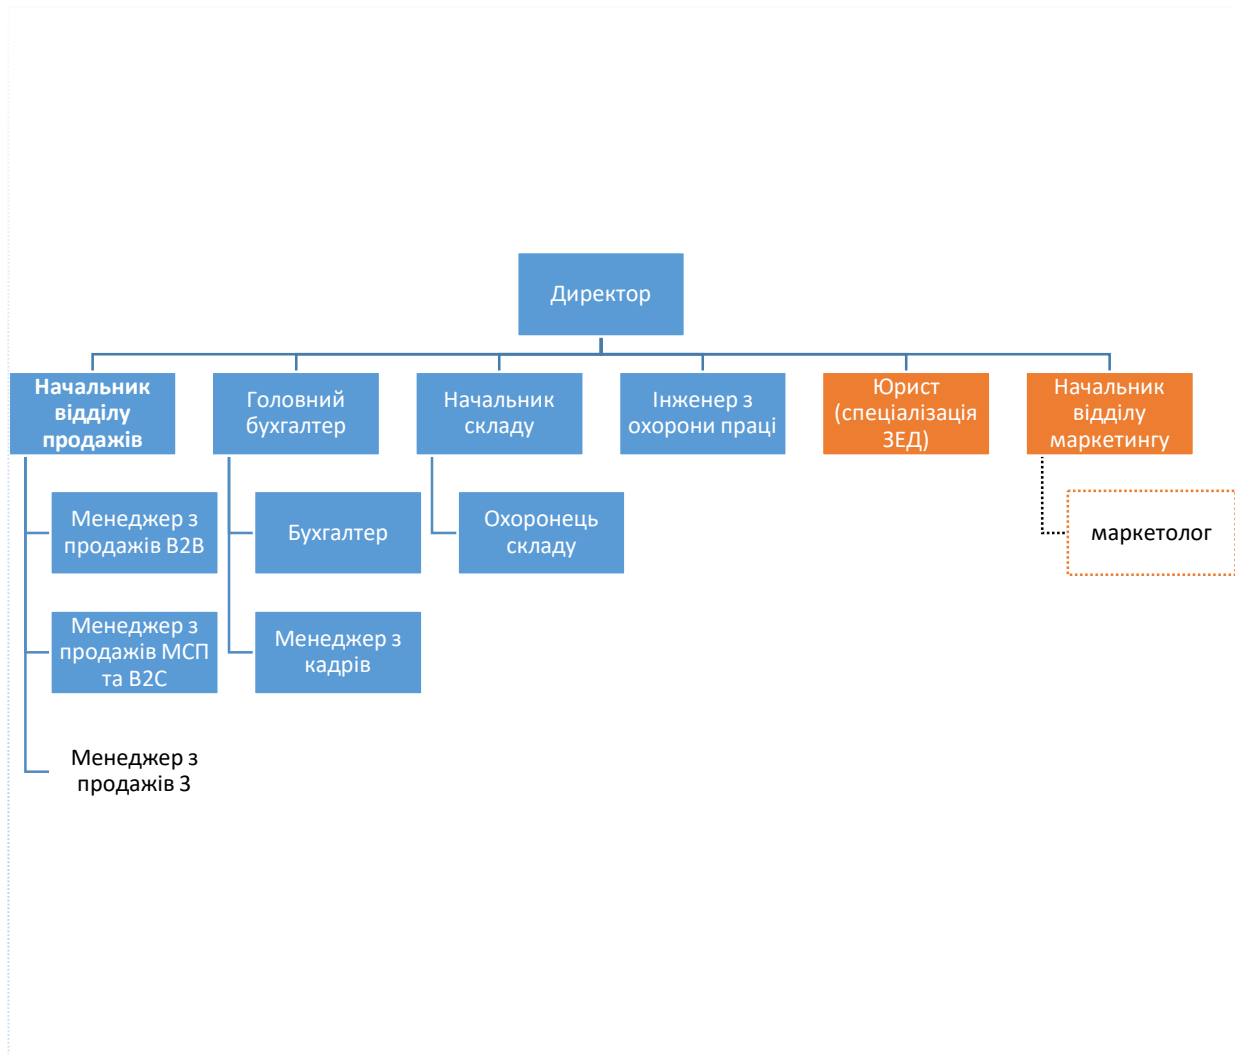 Директор
Начальник
відділу
продажів
Головний
бухгалтер
Начальник
складу
Інженер з
охорони праці
Юрист
(спеціалізація
ЗЕД)
Начальник
відділу
маркетингу
Менеджер з
продажів B2B
Бухгалтер
Охоронець
складу
маркетолог
Менеджер з
продажів МСП
та B2C
Менеджер з
кадрів
Менеджер з
продажів 3